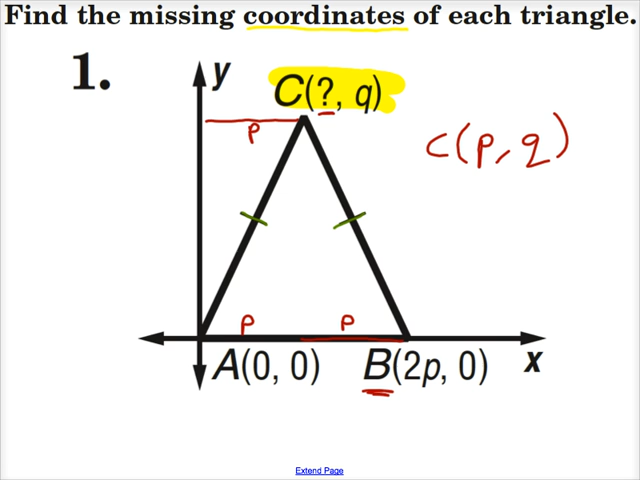 Find the missing coordinates of each triangle.
1.
y
C(?, q)
p
C(p, q)
p
p
A(0, 0)
B(2p, 0)
x
Extend Page